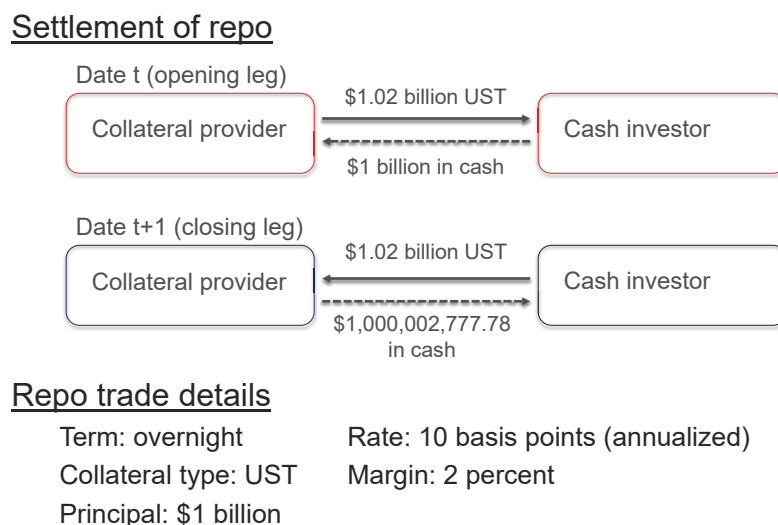 Settlement of repo
Date t (opening leg)
Collateral provider
$1.02 billion UST
$1 billion in cash
Cash investor
Date t+1 (closing leg)
Collateral provider
$1.02 billion UST
$1,000,002,777.78
in cash
Cash investor
Repo trade details
Term: overnight
Rate: 10 basis points (annualized)
Collateral type: UST
Margin: 2 percent
Principal: $1 billion